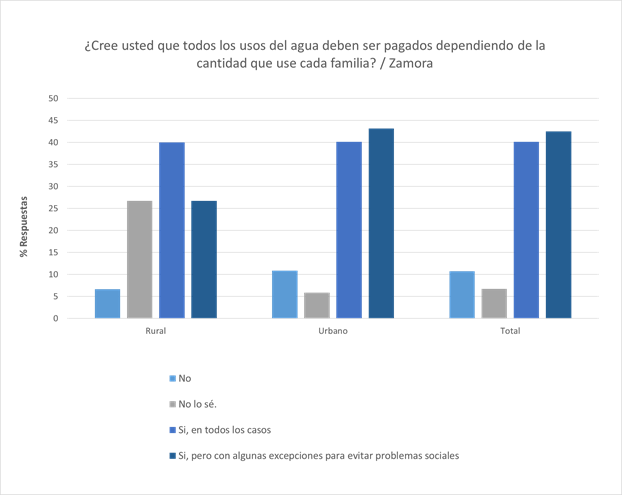 ¿Cree usted que todos los usos del agua deben ser pagados dependiendo de la
cantidad que use cada familia? / Zamora
% Respuestas
50
45
40
35
30
25
20
15
10
5
0
Rural
Urbano
Total
No
No lo sé.
Si, en todos los casos
Si, pero con algunas excepciones para evitar problemas sociales